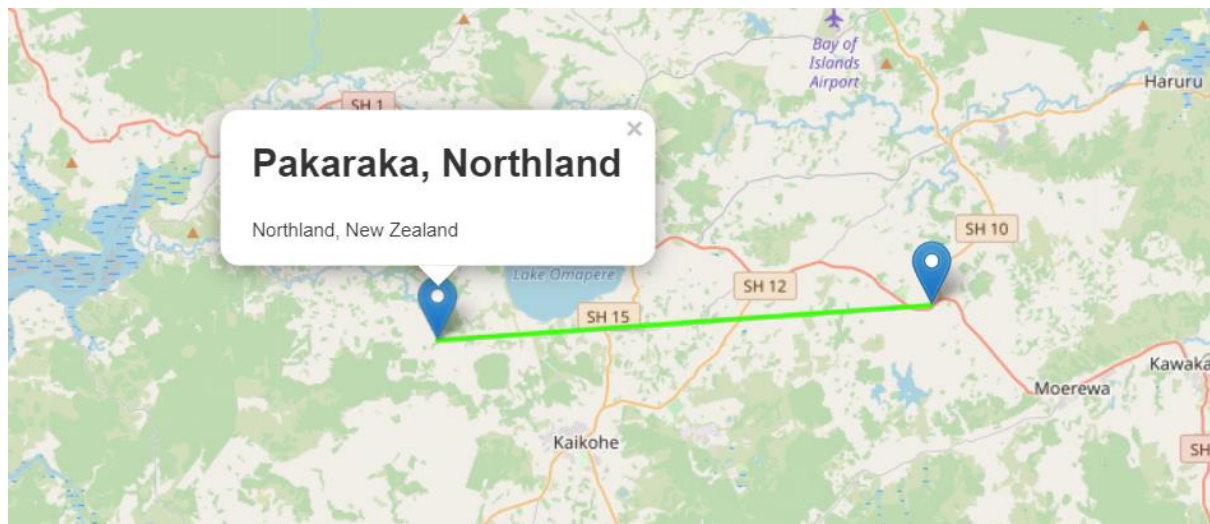 Bay of
Islands
Airport
Haruru
SH 1
×
Pakaraka, Northland
Northland, New Zealand
SH 10
Lake Omapere
SH 12
SH 15
Kawaka
Moerewa
Kaikohe
SH